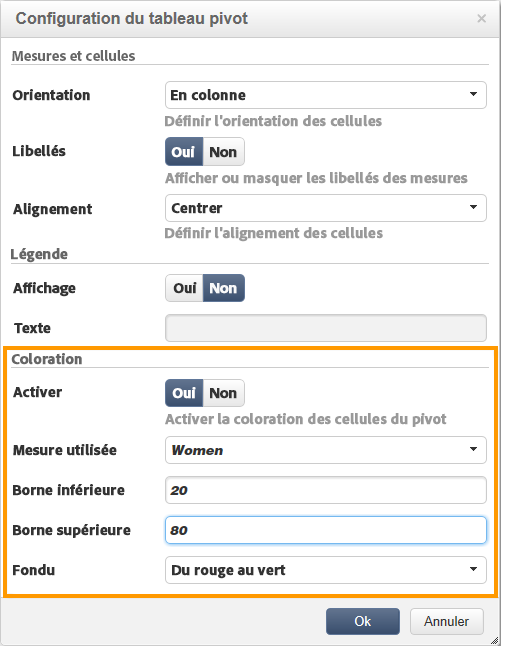 Configuration du tableau pivot ×
Mesures et cellules
Orientation En colonne
Définir l'orientation des cellules
Libellés Oui Non
Afficher ou masquer les libellés des mesures
Alignement Centrer
Définir l'alignement des cellules
Légende
Affichage Oui Non
Texte
Coloration
Activer Oui Non
Activer la coloration des cellules du pivot
Mesure utilisée Women
Borne inférieure 20
Borne supérieure 80
Fondu Du rouge au vert
Ok Annuler